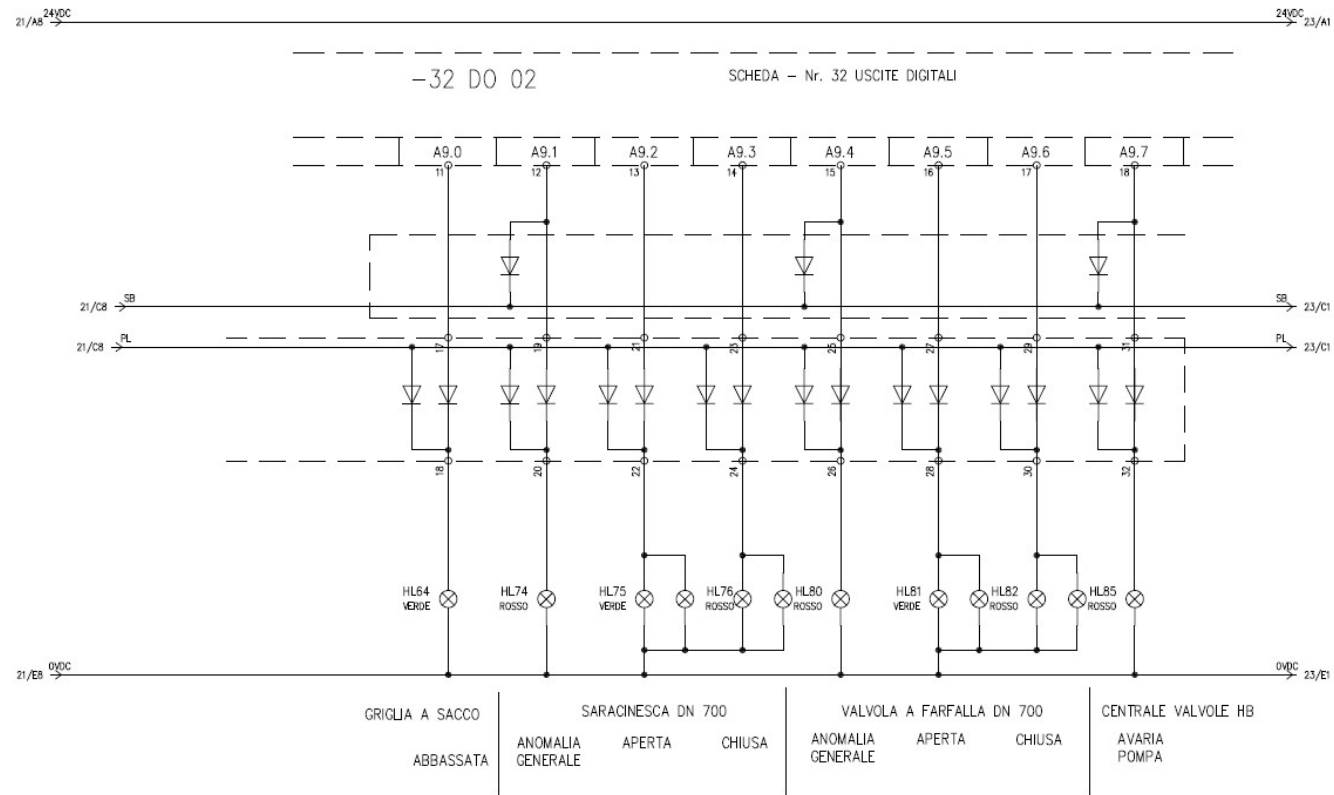 21/A8 24VDC 24VDC 23/A1
-32 DO 02 SCHEDA - Nr. 32 USCITE DIGITALI
A9.0 A9.1 A9.2 A9.3 A9.4 A9.5 A9.6 A9.7
11 12 13 14 15 16 17 18
21/C8 SB SB 23/C1
21/C8 PL PL 23/C1
17 19 21 23 25 27 29 31
18 20 22 24 26 28 30 32
HL64 HL74 HL75 HL76 HL80 HL81 HL82 HL85
VERDE ROSSO VERDE ROSSO ROSSO VERDE ROSSO ROSSO
21/E8 0VDC 0VDC 23/E1
GRIGLIA A SACCO SARACINESCA DN 700 VALVOLA A FARFALLA DN 700 CENTRALE VALVOLE HB
ABBASSATA ANOMALIA APERTA CHIUSA ANOMALIA APERTA CHIUSA AVARIA
GENERALE GENERALE POMPA